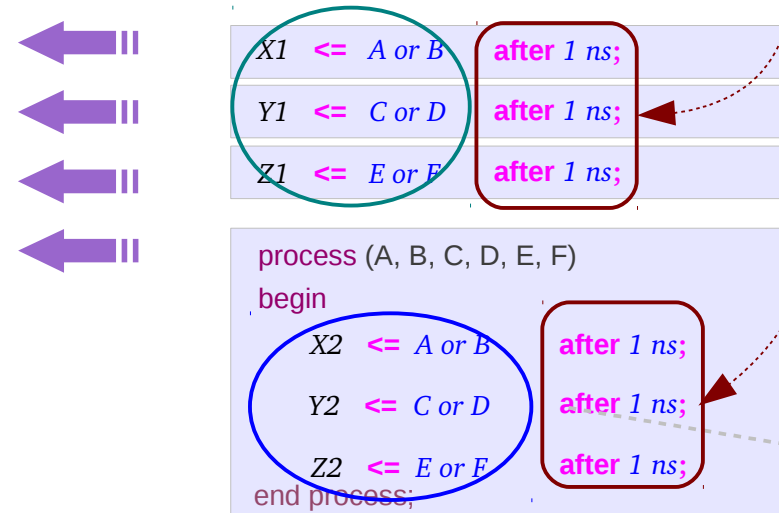 X1 <= A or B after 1 ns;
Y1 <= C or D after 1 ns;
Z1 <= E or F after 1 ns;
process (A, B, C, D, E, F)
begin
X2 <= A or B after 1 ns;
Y2 <= C or D after 1 ns;
Z2 <= E or F after 1 ns;
end process;